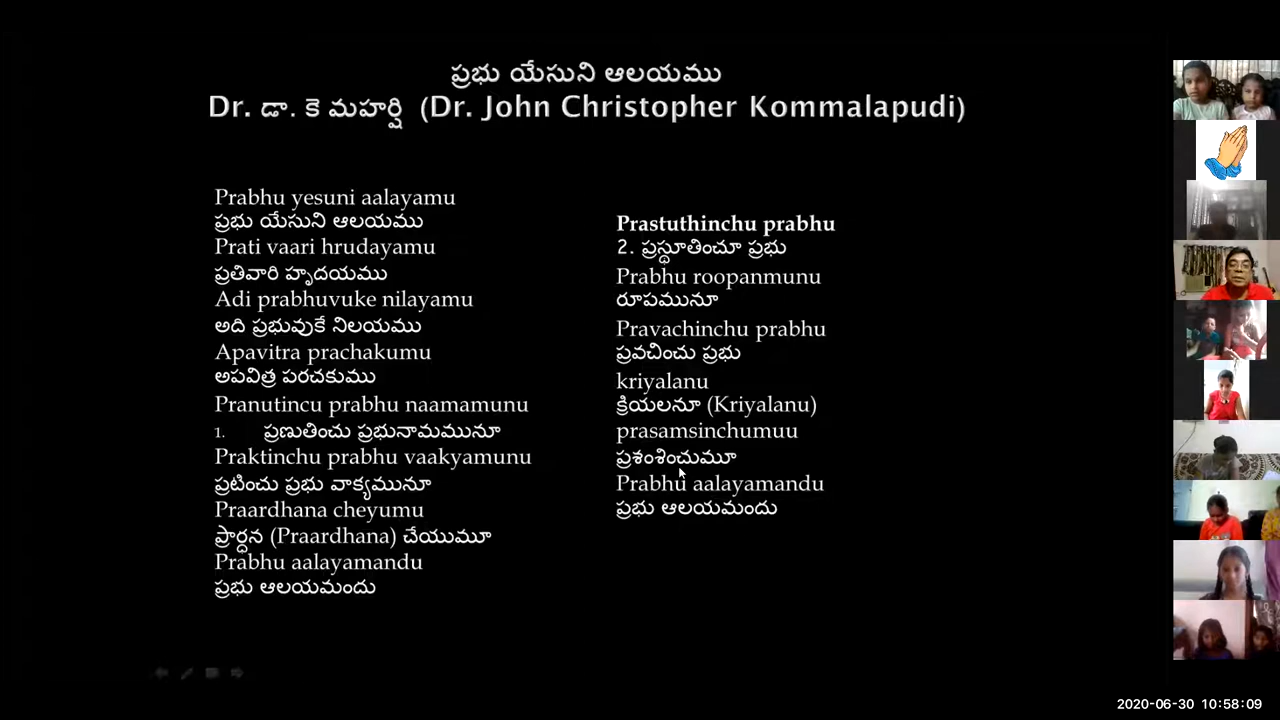 ప్రభు యేసుని ఆలయము
Dr. డా. కె మహర్షి (Dr. John Christopher Kommalapudi)
Prabhu yesuni aalayamu
ప్రభు యేసుని ఆలయము
Prati vaari hrudayamu
ప్రతివారి హృదయము
Adi prabhuvuke nilayamu
అది ప్రభువుకే నిలయము
Apavitra prachakumu
అపవిత్ర పరచకుము
Pranutincu prabhu naamamunu
1. ప్రణుతించు ప్రభునామమునూ
Praktinchu prabhu vaakyamunu
ప్రటించు ప్రభు వాక్యమునూ
Praardhana cheyumu
ప్రార్ధన (Praardhana) చేయుమూ
Prabhu aalayamandu
ప్రభు ఆలయమందు
Prastuthinchu prabhu
2. ప్రస్థూతించూ ప్రభు
Prabhu roopanmunu
రూపమునూ
Pravachinchu prabhu
ప్రవచించు ప్రభు
kriyalanu
క్రియలనూ (Kriyalanu)
prasamsinchumuu
ప్రశంశించుమూ
Prabhu aalayamandu
ప్రభు ఆలయమందు
2020-06-30 10:58:09